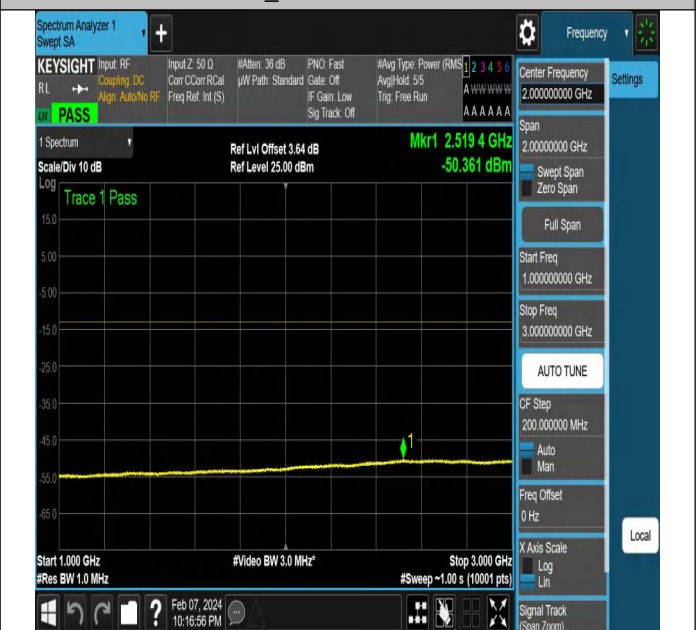 Spectrum Analyzer 1
Swept SA
+
Frequency
KEYSIGHT
RL
PASS
Input: RF
Coupling: DC
Align: Auto/No RF
Input Z: 50 Ω
Corr CCorr RCal
Freq Ref: Int (S)
#Atten: 36 dB
µW Path: Standard
PNO: Fast
Gate: Off
IF Gain: Low
Sig Track: Off
#Avg Type: Power (RMS
Avg|Hold: 5/5
Trig: Free Run
1 2 3 4 5 6
A W W W W W
A A A A A A
Settings
Center Frequency
2.000000000 GHz
Span
2.00000000 GHz
Swept Span
Zero Span
Full Span
Start Freq
1.000000000 GHz
Stop Freq
3.000000000 GHz
AUTO TUNE
CF Step
200.000000 MHz
Auto
Man
Freq Offset
0 Hz
X Axis Scale
Log
Lin
Signal Track
(Span Zoom)
Local
1 Spectrum
Scale/Div 10 dB
Ref Lvl Offset 3.64 dB
Ref Level 25.00 dBm
Mkr1 2.519 4 GHz
-50.361 dBm
Log
Trace 1 Pass
15.0
5.00
-5.00
-15.0
-25.0
-35.0
-45.0
-55.0
-65.0
1
Start 1.000 GHz
#Res BW 1.0 MHz
#Video BW 3.0 MHz*
Stop 3.000 GHz
#Sweep ~1.00 s (10001 pts)
?
Feb 07, 2024
10:16:56 PM